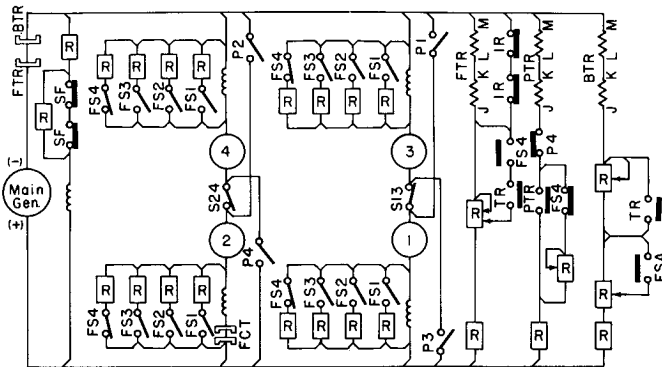 BTR
FTR
R
R
SF
SF
(-)
Main
Gen.
(+)
R R R R
FS4 FS3 FS2 FS1
P2
FS4 FS3 FS2 FS1
R R R R
P1
4
3
S24
S13
2
1
P4
R R R R
FS4 FS3 FS2 FS1
FCT
FS4 FS3 FS2 FS1
R R R R
P3
FTR
M
L
K
J
IR
IR
FS4
TR
R
R
PTR
M
L
K
J
P4
PTR
FS4
R
R
BTR
M
L
K
J
R
TR
FS4
R
R